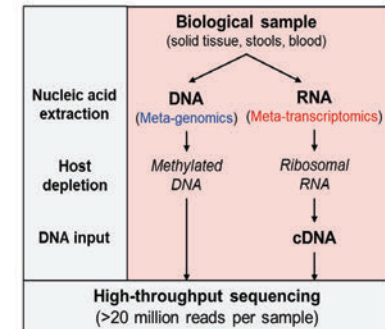 Biological sample
(solid tissue, stools, blood)
Nucleic acid
extraction
DNA
(Meta-genomics)
RNA
(Meta-transcriptomics)
Host
depletion
Methylated
DNA
Ribosomal
RNA
DNA input
cDNA
High-throughput sequencing
(>20 million reads per sample)